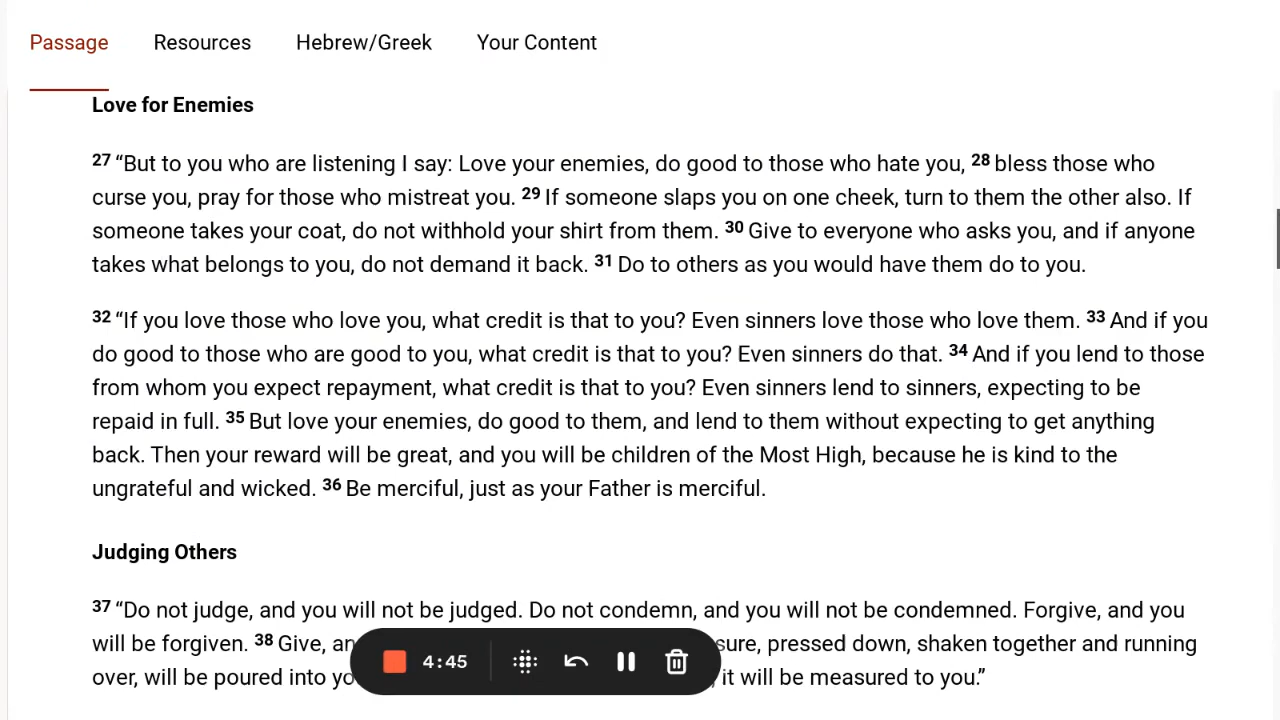 Passage Resources Hebrew/Greek Your Content
Love for Enemies
27 “But to you who are listening I say: Love your enemies, do good to those who hate you, 28 bless those who
curse you, pray for those who mistreat you. 29 If someone slaps you on one cheek, turn to them the other also. If
someone takes your coat, do not withhold your shirt from them. 30 Give to everyone who asks you, and if anyone
takes what belongs to you, do not demand it back. 31 Do to others as you would have them do to you.
32 “If you love those who love you, what credit is that to you? Even sinners love those who love them. 33 And if you
do good to those who are good to you, what credit is that to you? Even sinners do that. 34 And if you lend to those
from whom you expect repayment, what credit is that to you? Even sinners lend to sinners, expecting to be
repaid in full. 35 But love your enemies, do good to them, and lend to them without expecting to get anything
back. Then your reward will be great, and you will be children of the Most High, because he is kind to the
ungrateful and wicked. 36 Be merciful, just as your Father is merciful.
Judging Others
37 “Do not judge, and you will not be judged. Do not condemn, and you will not be condemned. Forgive, and you
will be forgiven. 38 Give, pressed down, shaken together and running
over, will be poured into it will be measured to you.”
4:45